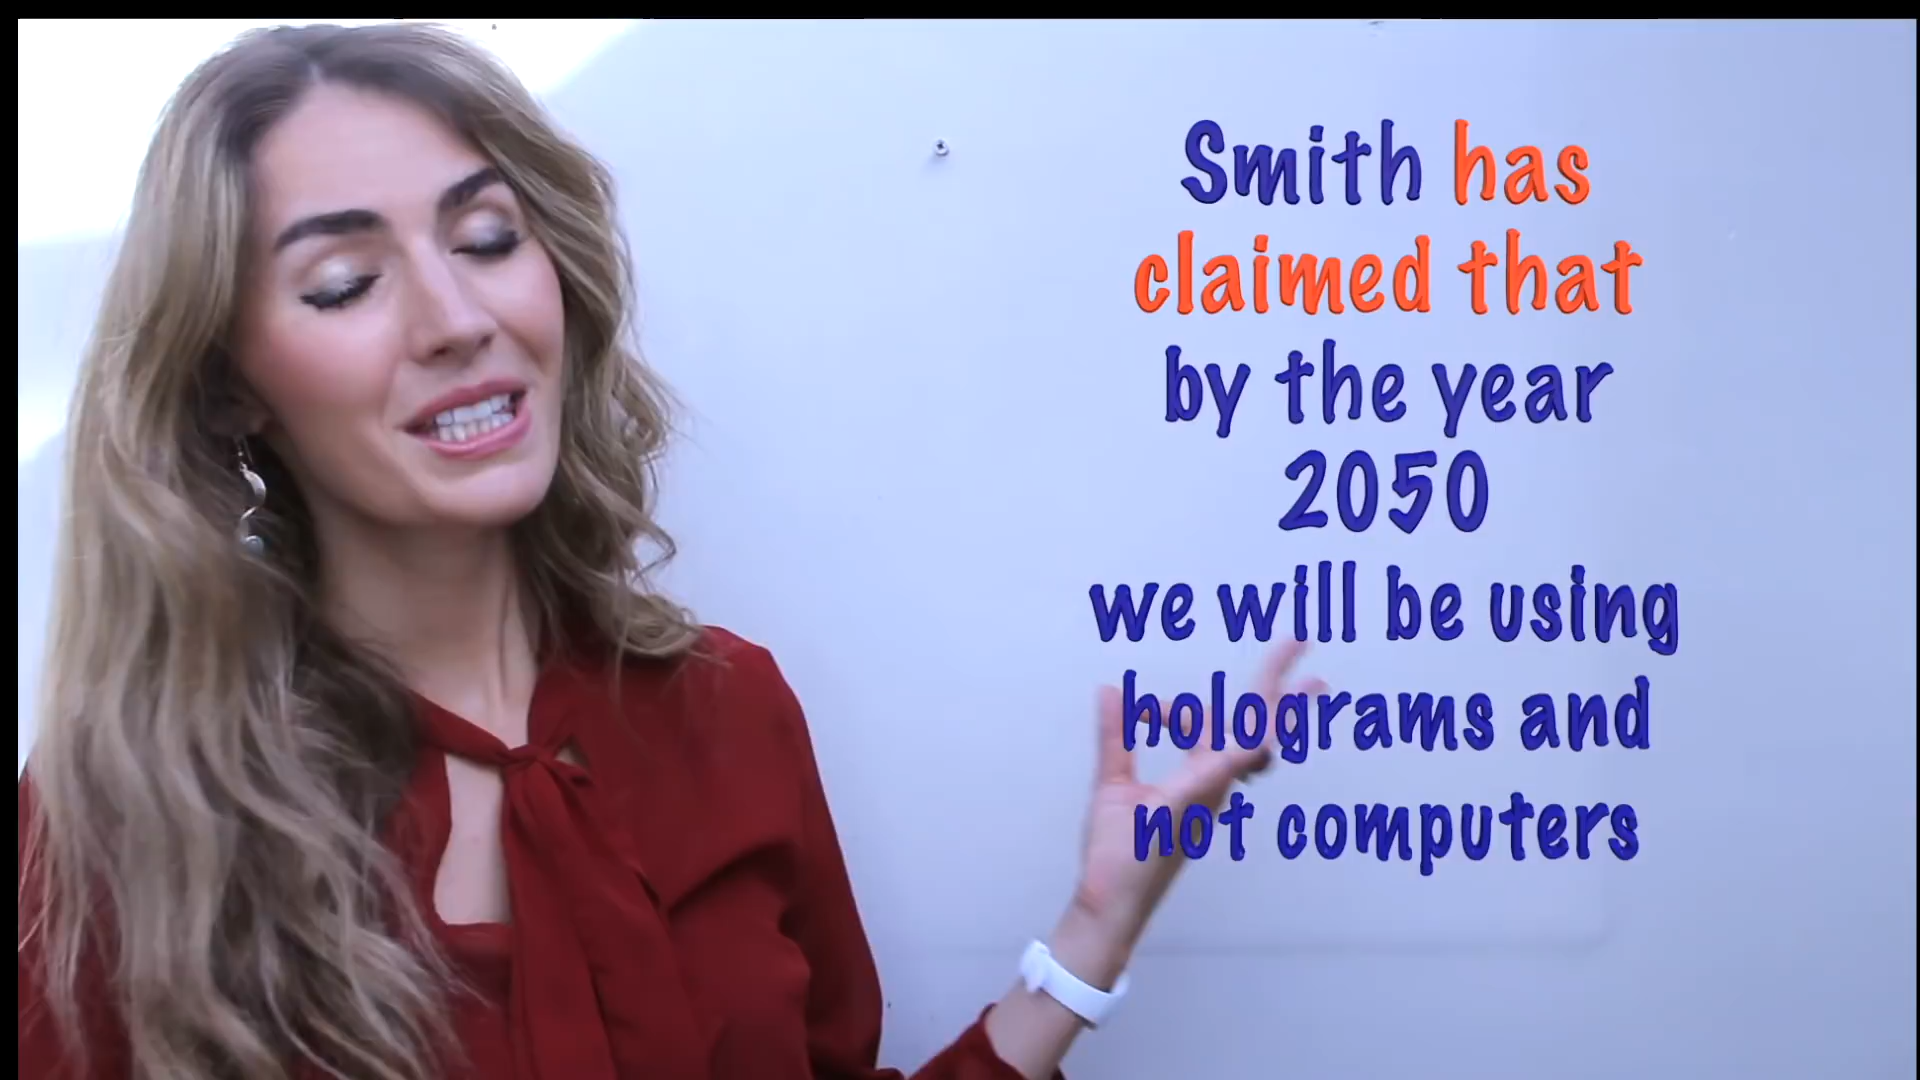 Smith has
claimed that
by the year
2050
we will be using
holograms and
not computers